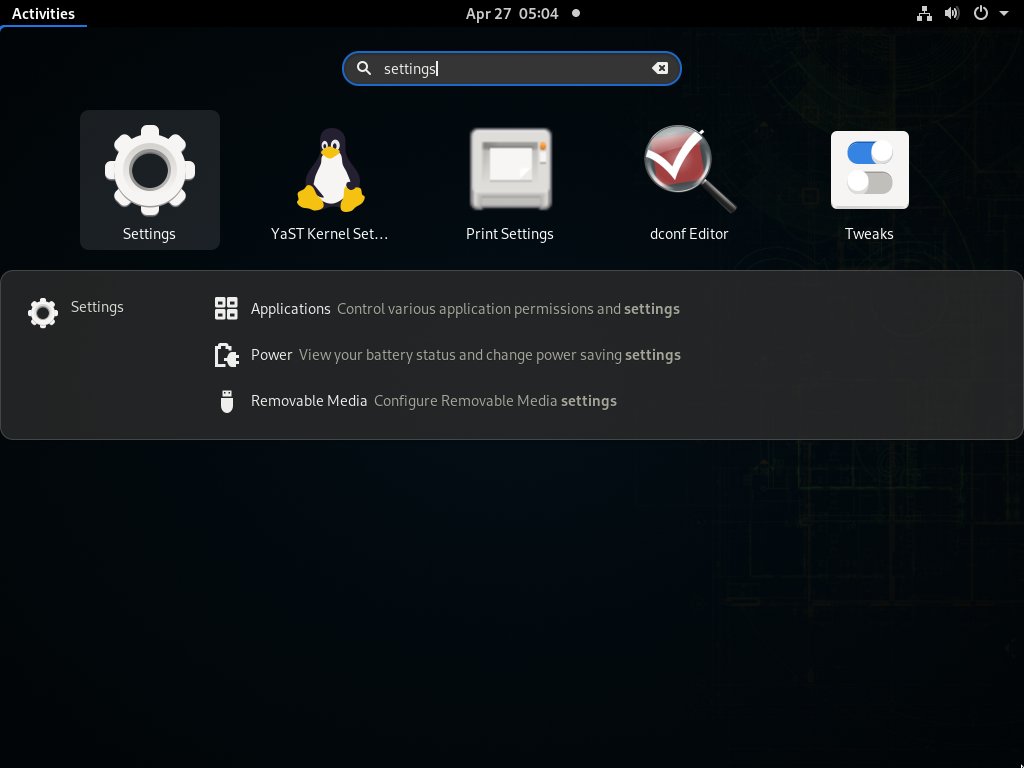 Activities
Apr 27 05:04
settings
Settings
YaST Kernel Set...
Print Settings
dconf Editor
Tweaks
Settings
Applications Control various application permissions and settings
Power View your battery status and change power saving settings
Removable Media Configure Removable Media settings